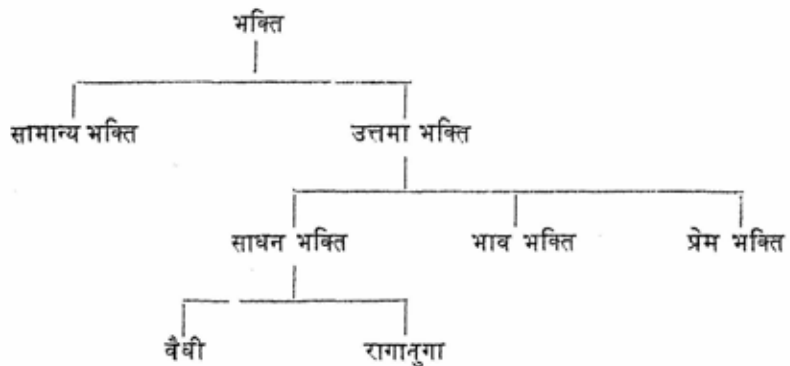 भक्ति
सामान्य भक्ति उत्तमा भक्ति
साधन भक्ति भाव भक्ति प्रेम भक्ति
वैधी रागानुगा